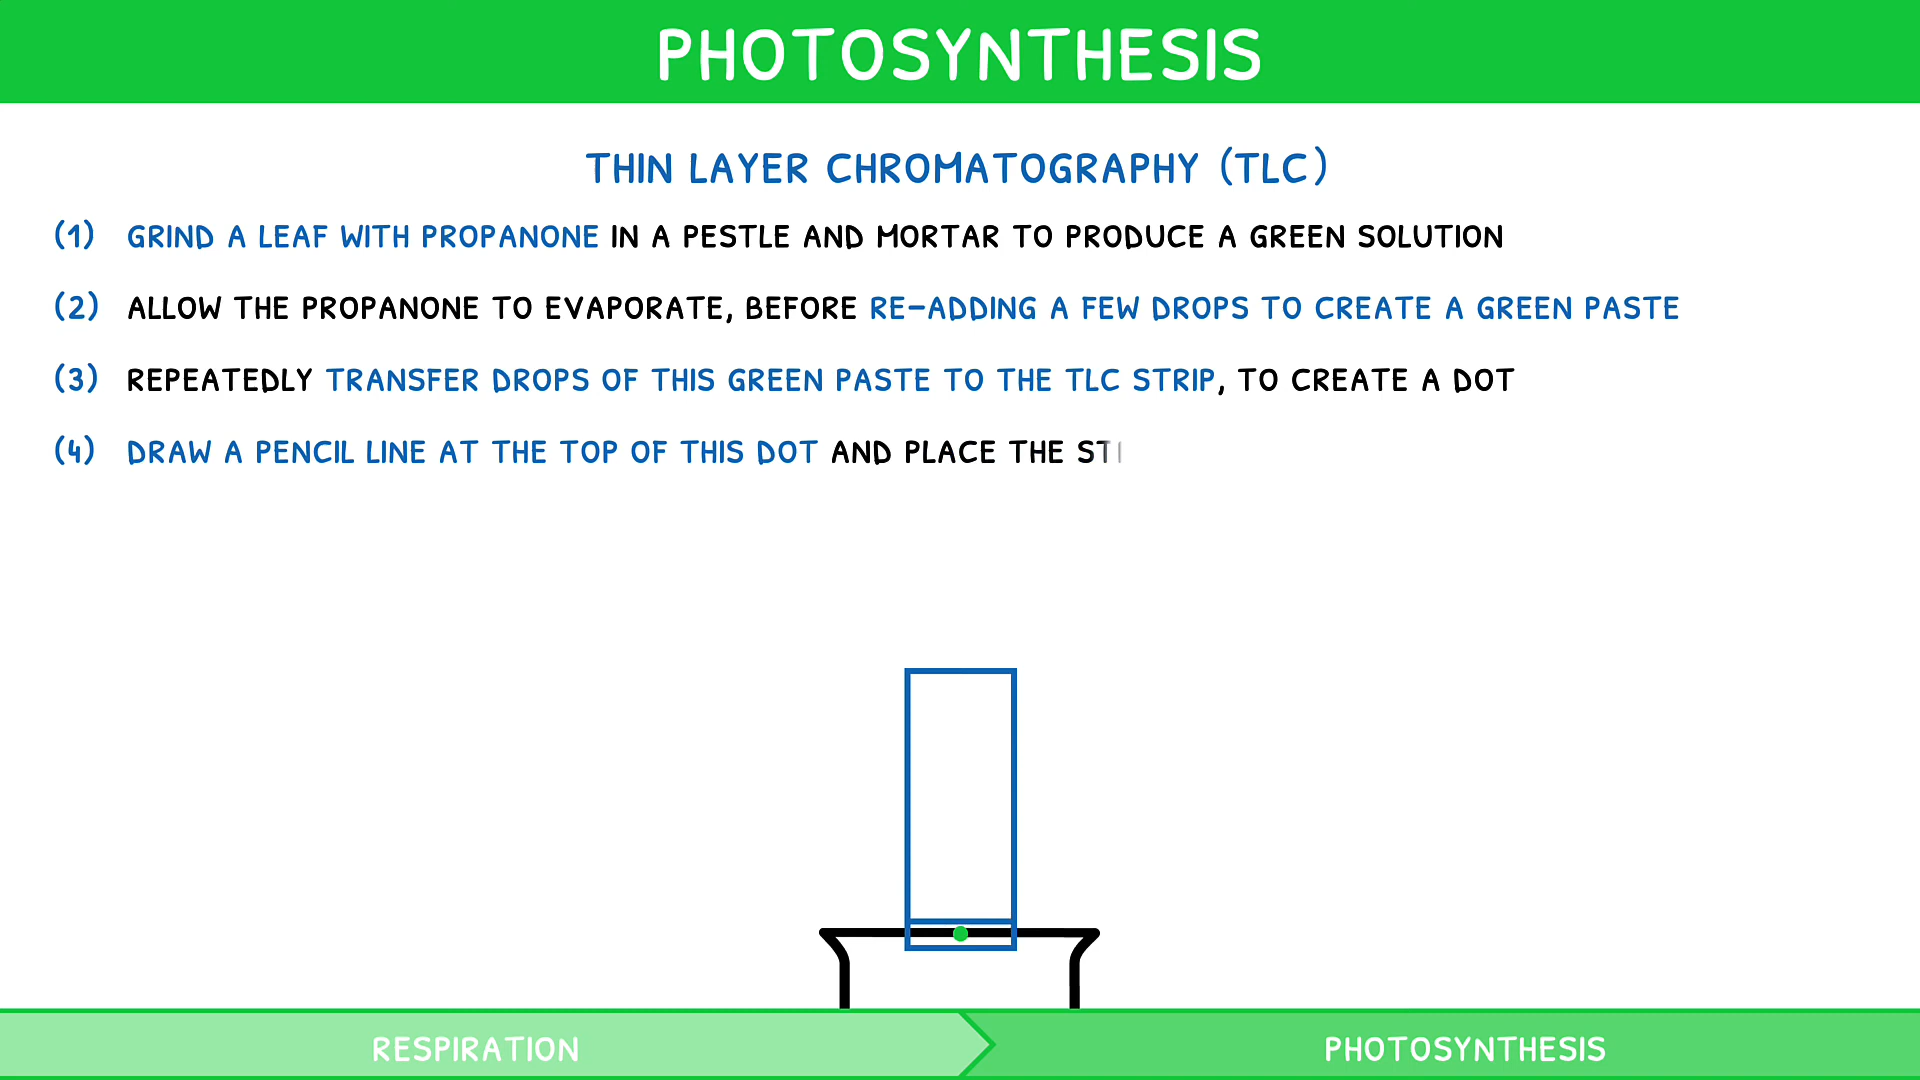 PHOTOSYNTHESIS
THIN LAYER CHROMATOGRAPHY (TLC)
(1) GRIND A LEAF WITH PROPANONE IN A PESTLE AND MORTAR TO PRODUCE A GREEN SOLUTION
(2) ALLOW THE PROPANONE TO EVAPORATE, BEFORE RE-ADDING A FEW DROPS TO CREATE A GREEN PASTE
(3) REPEATEDLY TRANSFER DROPS OF THIS GREEN PASTE TO THE TLC STRIP, TO CREATE A DOT
(4) DRAW A PENCIL LINE AT THE TOP OF THIS DOT AND PLACE THE
RESPIRATION
PHOTOSYNTHESIS